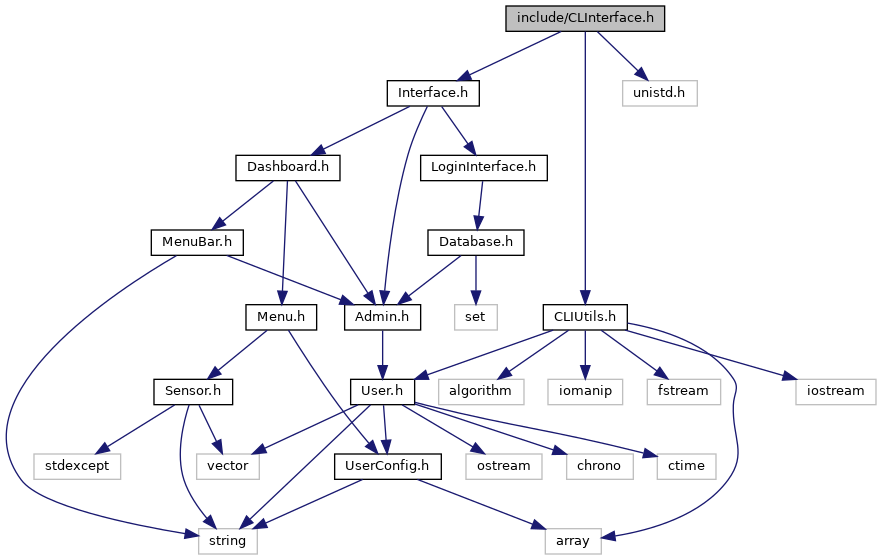 include/CLInterface.h
Interface.h
unistd.h
Dashboard.h
LoginInterface.h
MenuBar.h
Database.h
Menu.h
Admin.h
set
CLIUtils.h
Sensor.h
User.h
algorithm
iomanip
fstream
iostream
stdexcept
vector
UserConfig.h
ostream
chrono
ctime
string
array